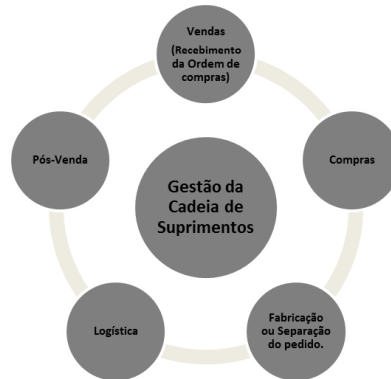 Vendas
(Recebimento
da Ordem de
compras)
Compras
Fabricação
ou Separação
do pedido.
Logística
Pós-Venda
Gestão da
Cadeia de
Suprimentos